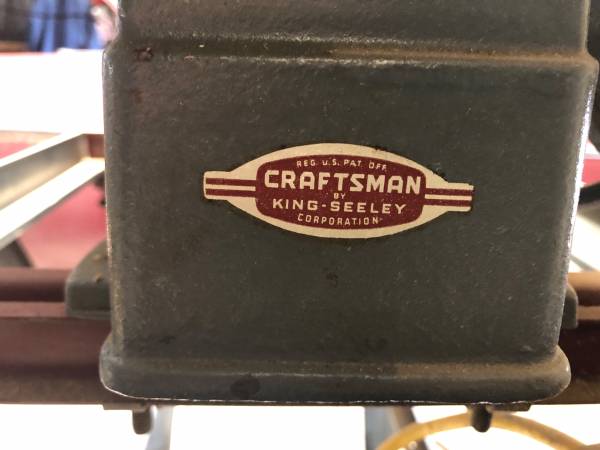 REG. U.S. PAT. OFF.
CRAFTSMAN
BY
KING-SEELEY
CORPORATION